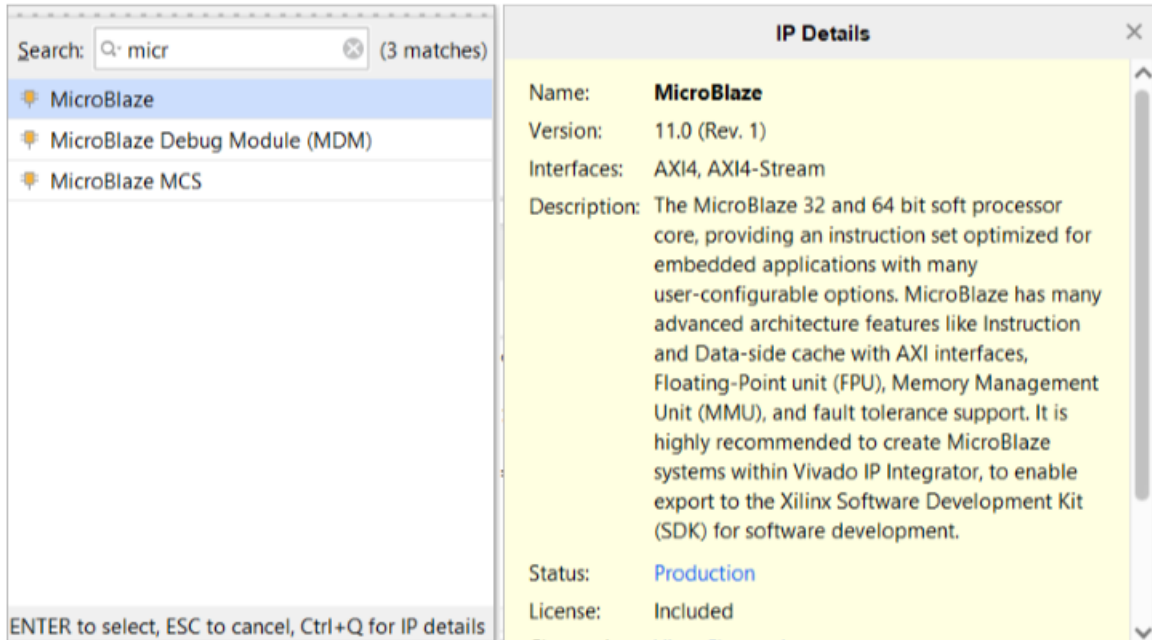 Search: micr (3 matches)
MicroBlaze
MicroBlaze Debug Module (MDM)
MicroBlaze MCS
ENTER to select, ESC to cancel, Ctrl+Q for IP details
IP Details
Name: MicroBlaze
Version: 11.0 (Rev. 1)
Interfaces: AXI4, AXI4-Stream
Description: The MicroBlaze 32 and 64 bit soft processor
core, providing an instruction set optimized for
embedded applications with many
user-configurable options. MicroBlaze has many
advanced architecture features like Instruction
and Data-side cache with AXI interfaces,
Floating-Point unit (FPU), Memory Management
Unit (MMU), and fault tolerance support. It is
highly recommended to create MicroBlaze
systems within Vivado IP Integrator, to enable
export to the Xilinx Software Development Kit
(SDK) for software development.
Status: Production
License: Included